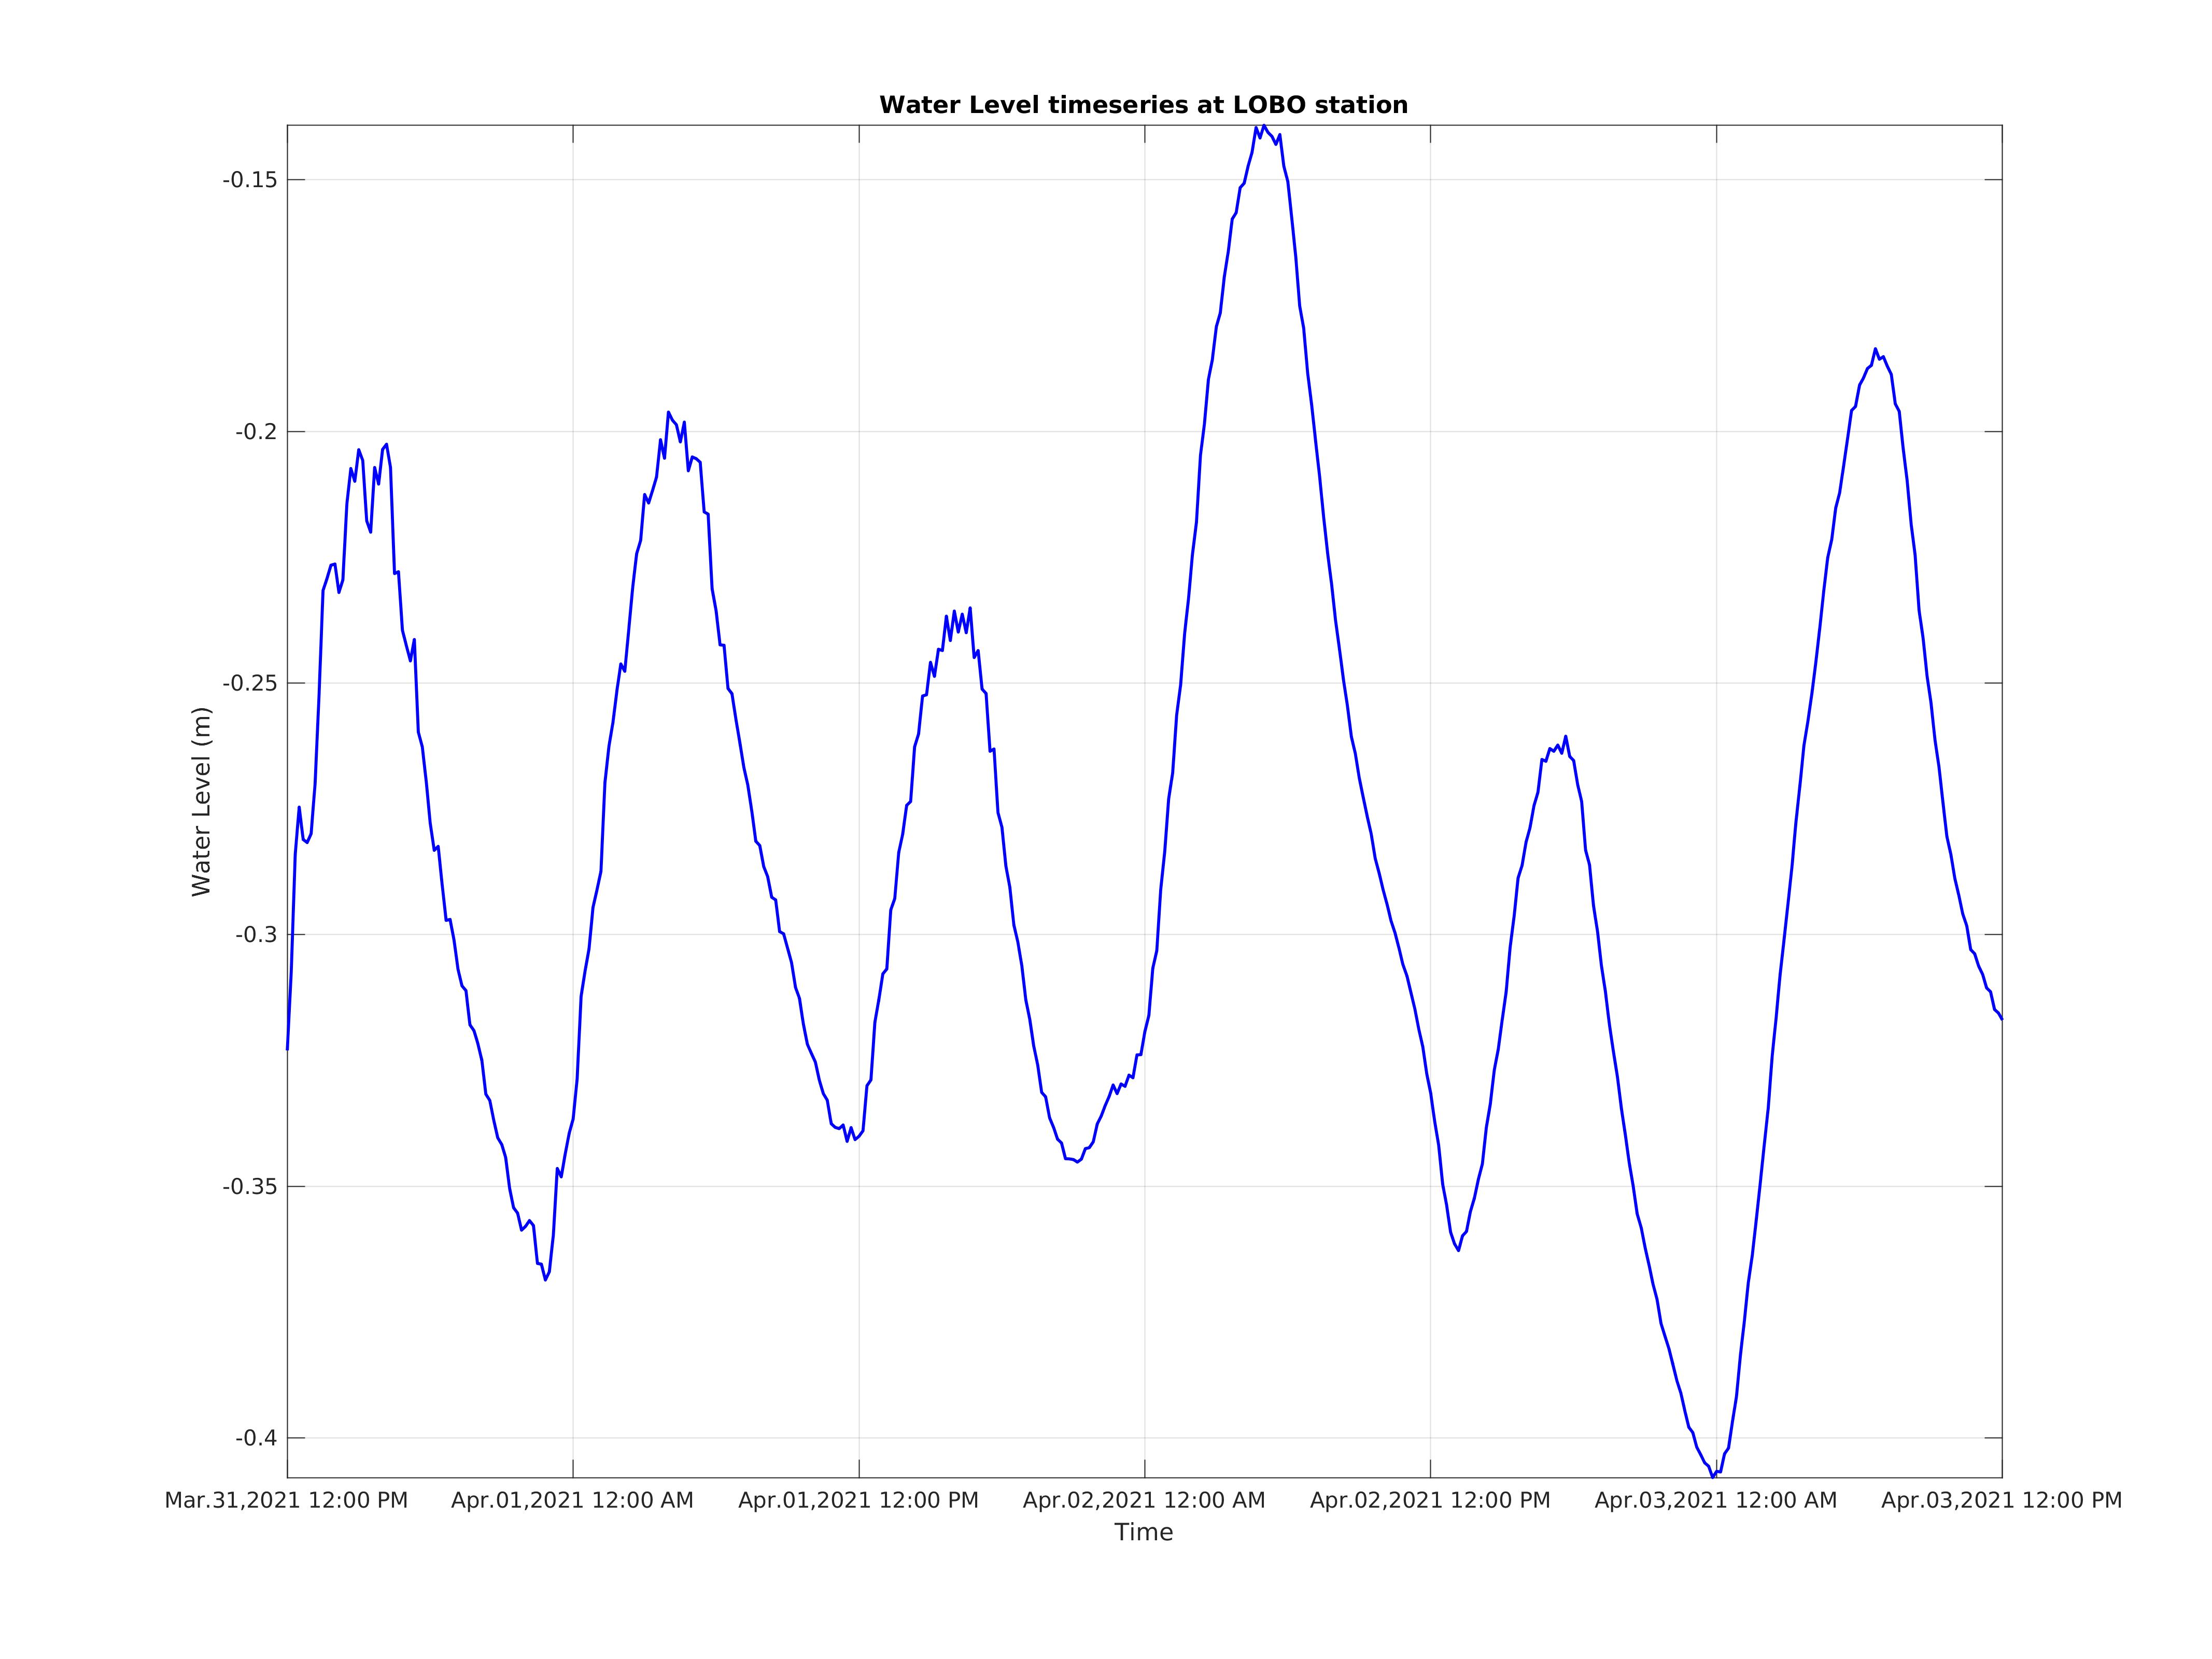 Water Level timeseries at LOBO station
-0.15
-0.2
-0.25
-0.3
-0.35
-0.4
Water Level (m)
Mar.31,2021 12:00 PM Apr.01,2021 12:00 AM Apr.01,2021 12:00 PM Apr.02,2021 12:00 AM Apr.02,2021 12:00 PM Apr.03,2021 12:00 AM Apr.03,2021 12:00 PM
Time